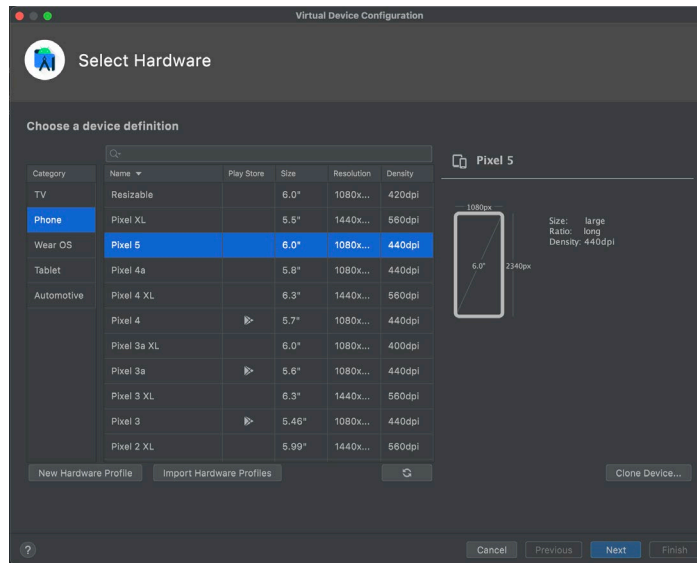 Virtual Device Configuration
Select Hardware
Choose a device definition
Category Name Play Store Size Resolution Density
TV Resizable 6.0" 1080x... 420dpi
Phone Pixel XL 5.5" 1440x... 560dpi
Wear OS Pixel 5 6.0" 1080x... 440dpi
Tablet Pixel 4a 5.8" 1080x... 440dpi
Automotive Pixel 4 XL 6.3" 1440x... 560dpi
Pixel 4 5.7" 1080x... 440dpi
Pixel 3a XL 6.0" 1080x... 400dpi
Pixel 3a 5.6" 1080x... 440dpi
Pixel 3 XL 6.3" 1440x... 560dpi
Pixel 3 5.46" 1080x... 440dpi
Pixel 2 XL 5.99" 1440x... 560dpi
Pixel 5
1080px
6.0" 2340px
Size: large
Ratio: long
Density: 440dpi
New Hardware Profile Import Hardware Profiles Clone Device...
? Cancel Previous Next Finish